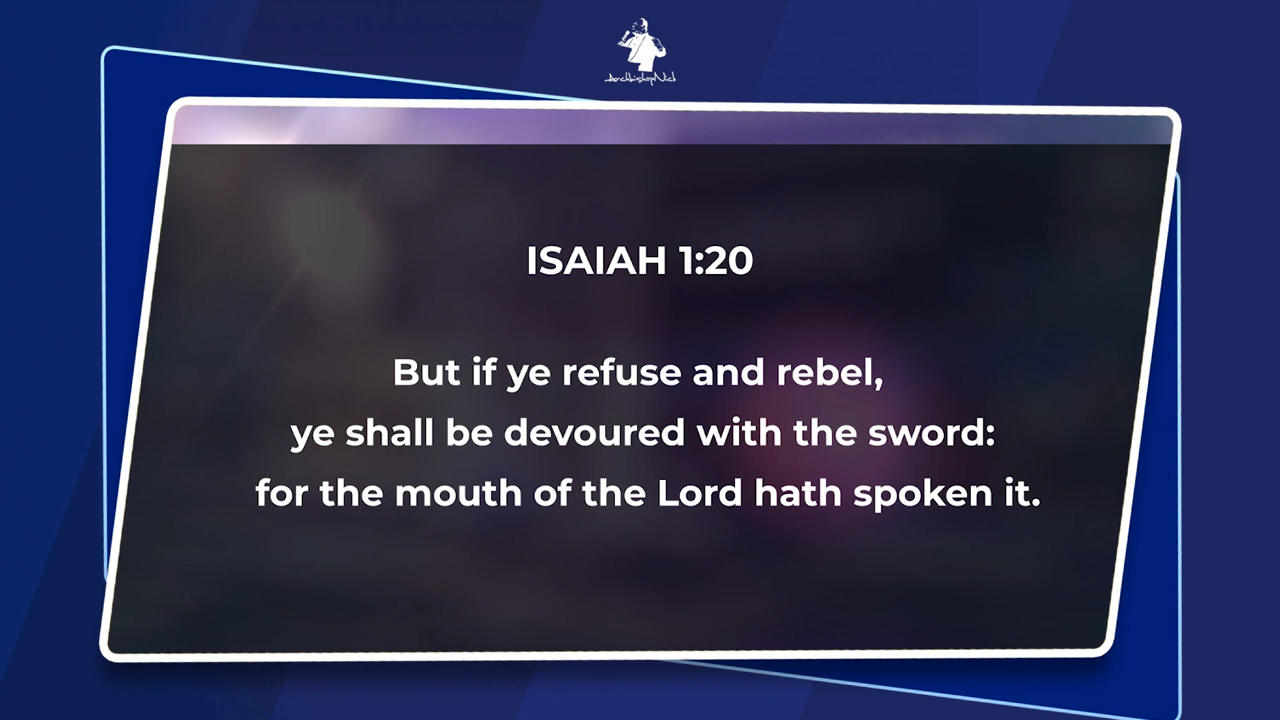 ArchbishopNick
ISAIAH 1:20
But if ye refuse and rebel,
ye shall be devoured with the sword:
for the mouth of the Lord hath spoken it.